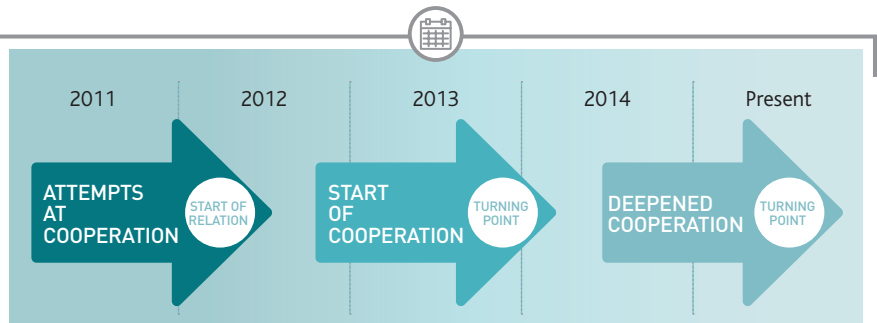 2011
2012
2013
2014
Present
ATTEMPTS
AT
COOPERATION
START OF
RELATION
START
OF
COOPERATION
TURNING
POINT
DEEPENED
COOPERATION
TURNING
POINT